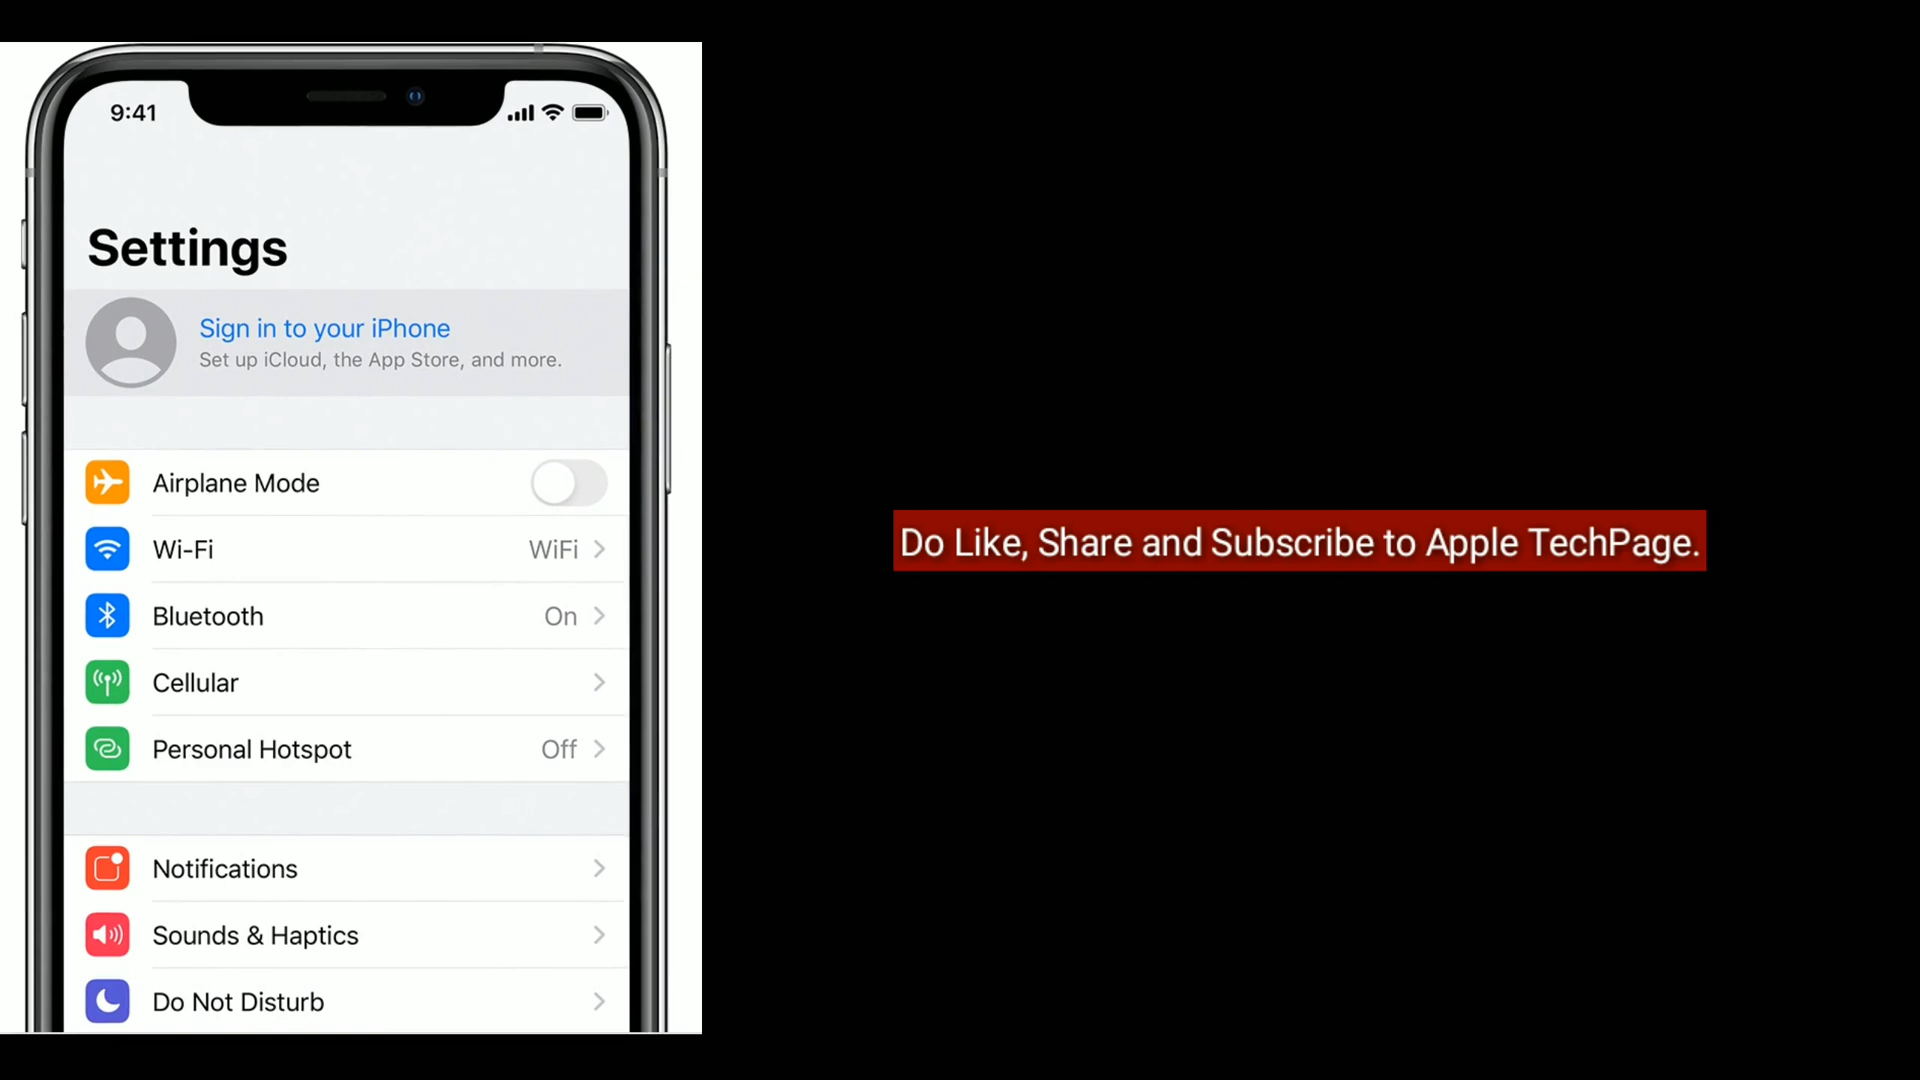 9:41
Settings
Sign in to your iPhone
Set up iCloud, the App Store, and more.
Airplane Mode
Wi-Fi WiFi
Bluetooth On
Cellular
Personal Hotspot Off
Notifications
Sounds & Haptics
Do Not Disturb
Do Like, Share and Subscribe to Apple TechPage.